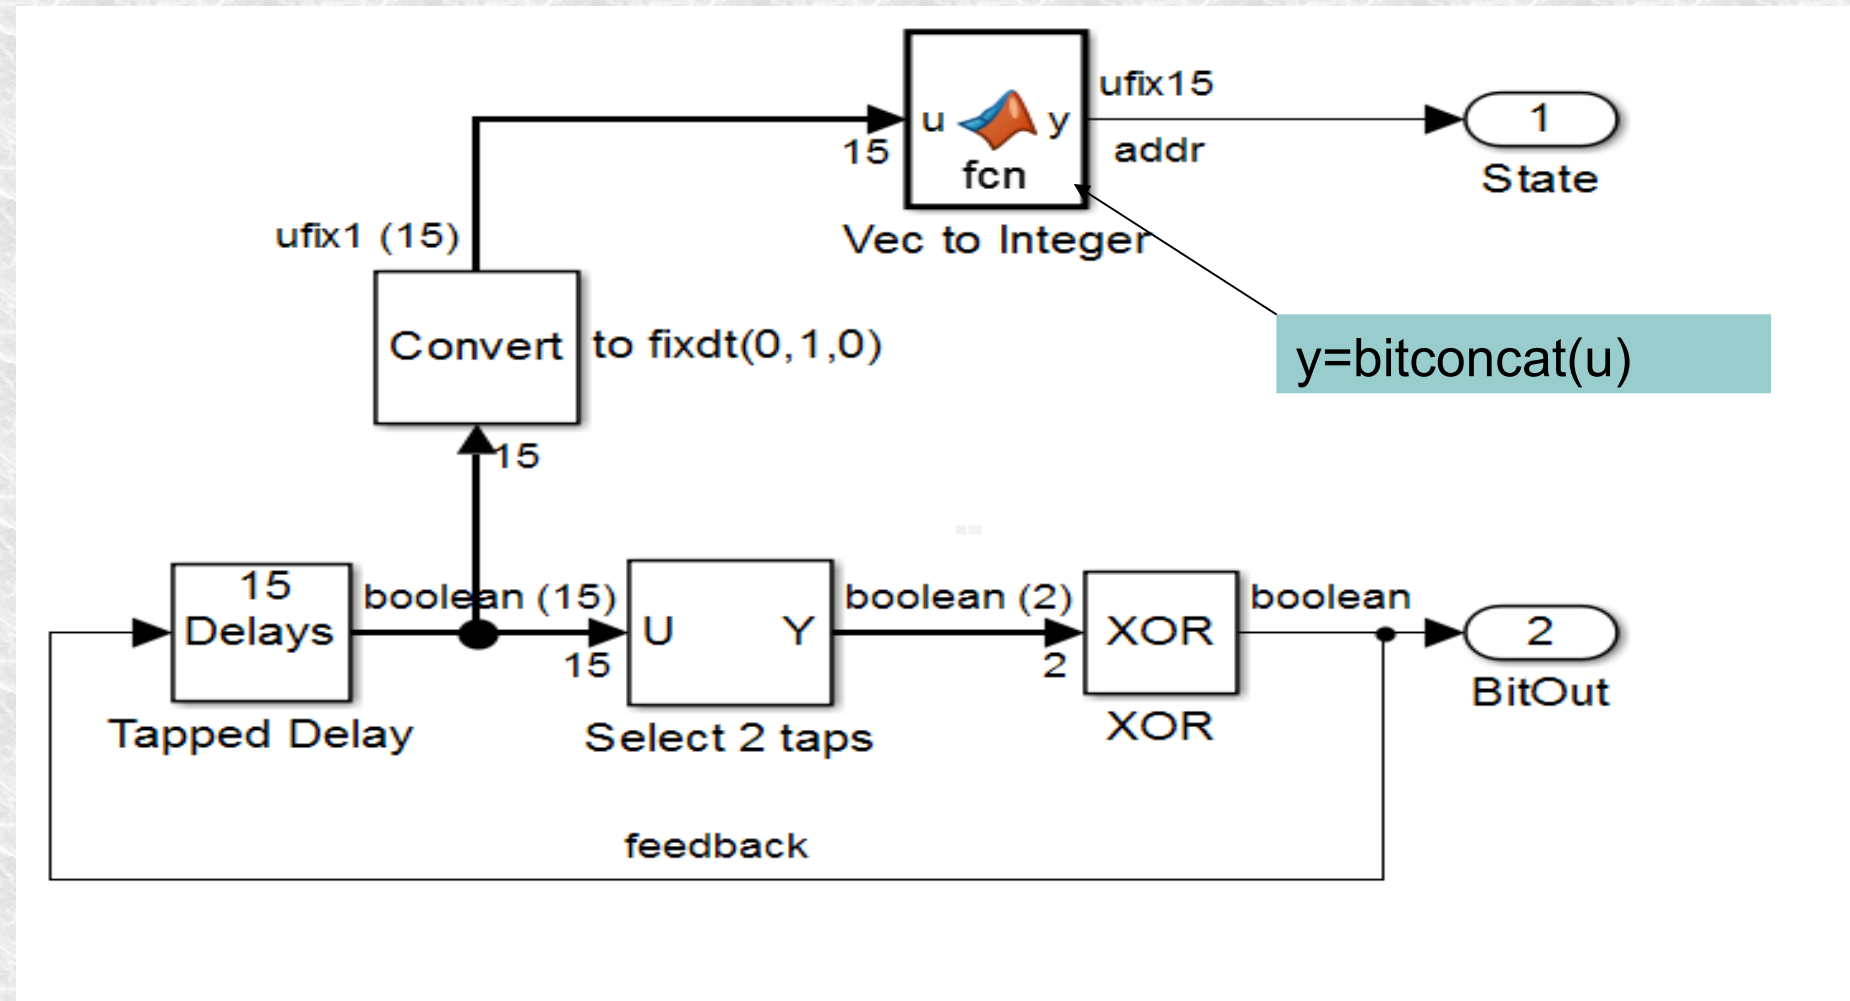 ufix15
u y
1
15
addr
fcn
State
ufix1 (15)
Vec to Integer
Convert
to fixdt(0,1,0)
y=bitconcat(u)
15
15
Delays
boolean (15)
U Y
boolean (2)
XOR
boolean
2
15
2
BitOut
Tapped Delay
Select 2 taps
XOR
feedback